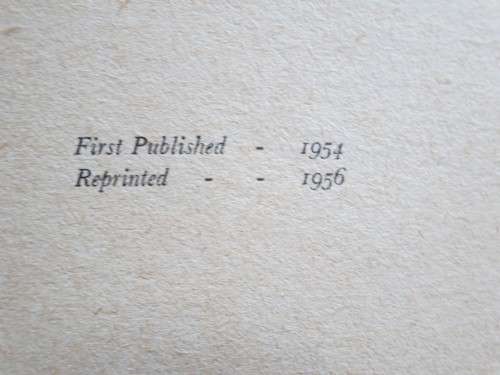 First Published - 1954
Reprinted - - 1956